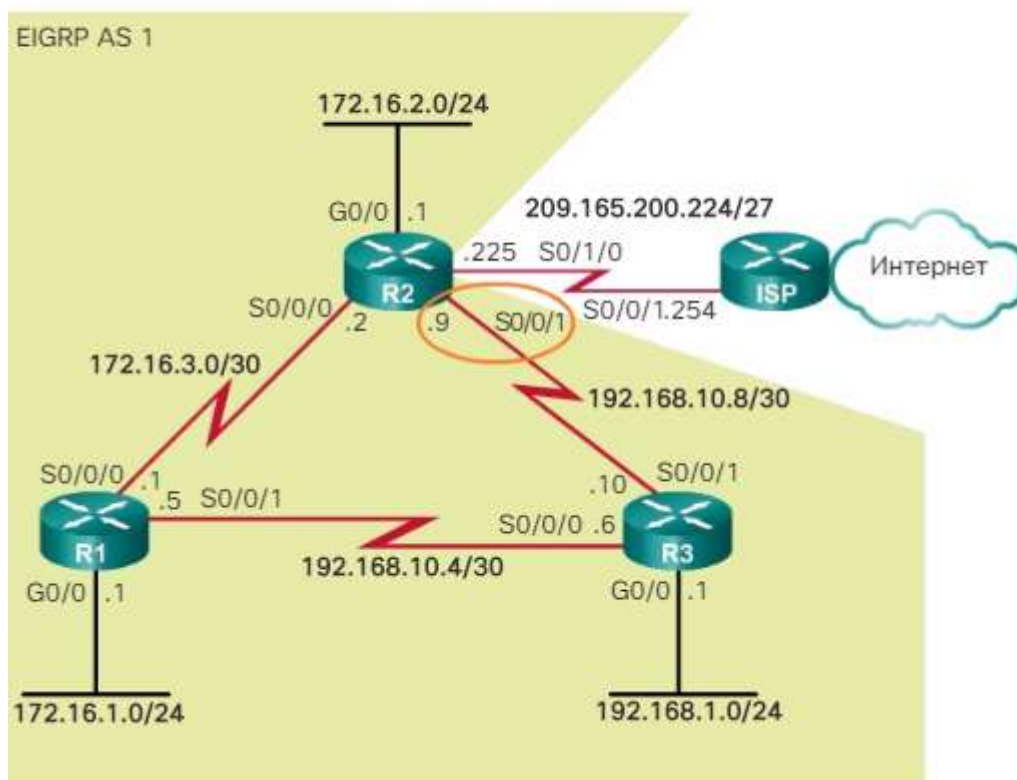 EIGRP AS 1
172.16.2.0/24
G0/0 .1
209.165.200.224/27
.225 S0/1/0
Интернет
R2
ISP
S0/0/0 .2
.9 S0/0/1
S0/0/1.254
172.16.3.0/30
192.168.10.8/30
S0/0/0 .1
S0/0/1
.5 S0/0/1
.10
S0/0/0 .6
R1
R3
192.168.10.4/30
G0/0 .1
G0/0 .1
172.16.1.0/24
192.168.1.0/24